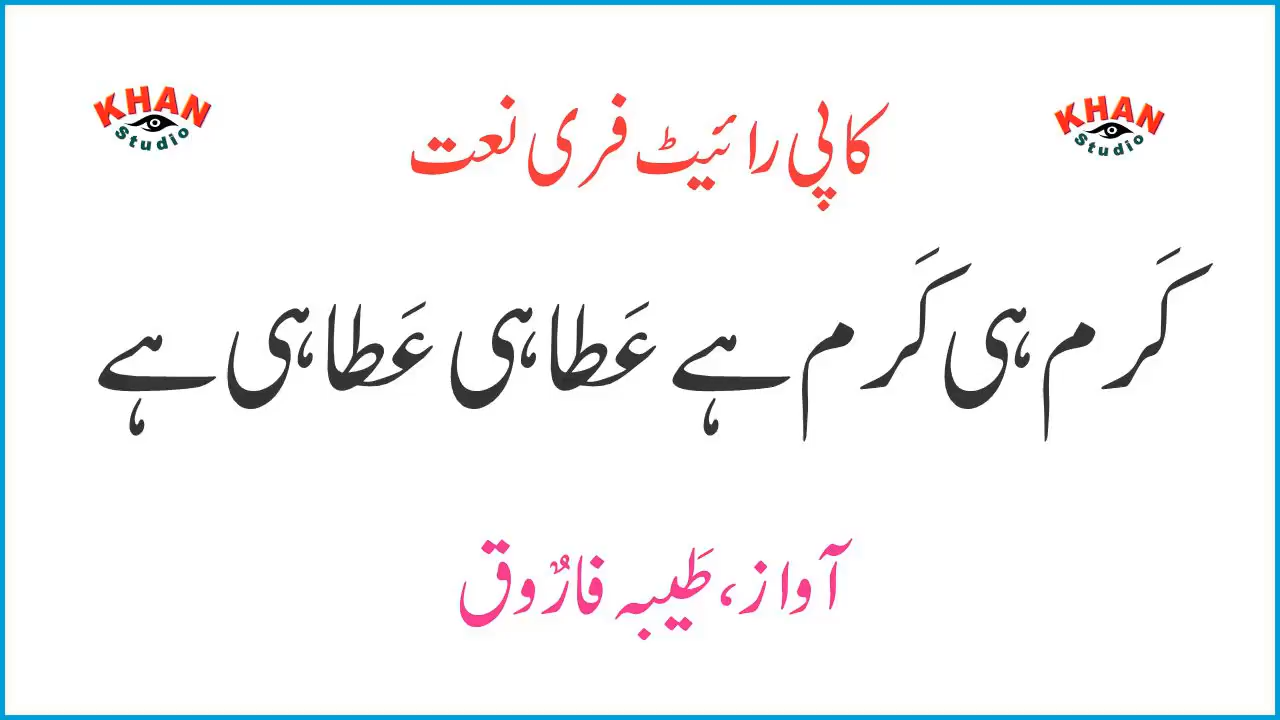 KHAN Studio
KHAN Studio
کاپی رائیٹ فری نعت
کَرم ہی کَرم ہے عَطا ہی عَطا ہی ہے
آواز، طَیبہ فارُوق